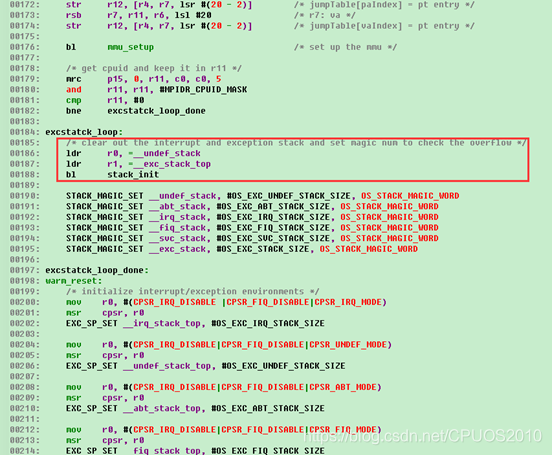 00172:     str     r12, [r4, r7, lsr #(20 - 2)]     /* jumpTable[paIndex] = pt entry */
00173:     rsb     r7, r11, r6, lsl #20     /* r7: va */
00174:     str     r12, [r4, r7, lsr #(20 - 2)]     /* jumpTable[vaIndex] = pt entry */
00175:
00176:     bl     mmu_setup     /* set up the mmu */
00177:
00178:     /* get cpuid and keep it in r11 */
00179:     mrc     p15, 0, r11, c0, c0, 5
00180:     and     r11, r11, #MPIDR_CPUID_MASK
00181:     cmp     r11, #0
00182:     bne     excstatck_loop_done
00183:
00184: excstatck_loop:
00185:     /* clear out the interrupt and exception stack and set magic num to check the overflow */
00186:     ldr     r0, =__undef_stack
00187:     ldr     r1, =__exc_stack_top
00188:     bl     stack_init
00189:
00190:     STACK_MAGIC_SET __undef_stack, #OS_EXC_UNDEF_STACK_SIZE, OS_STACK_MAGIC_WORD
00191:     STACK_MAGIC_SET __abt_stack, #OS_EXC_ABT_STACK_SIZE, OS_STACK_MAGIC_WORD
00192:     STACK_MAGIC_SET __irq_stack, #OS_EXC_IRQ_STACK_SIZE, OS_STACK_MAGIC_WORD
00193:     STACK_MAGIC_SET __fiq_stack, #OS_EXC_FIQ_STACK_SIZE, OS_STACK_MAGIC_WORD
00194:     STACK_MAGIC_SET __svc_stack, #OS_EXC_SVC_STACK_SIZE, OS_STACK_MAGIC_WORD
00195:     STACK_MAGIC_SET __exc_stack, #OS_EXC_STACK_SIZE, OS_STACK_MAGIC_WORD
00196:
00197: excstatck_loop_done:
00198: warm_reset:
00199:     /* initialize interrupt/exception environments */
00200:     mov     r0, #(CPSR_IRQ_DISABLE |CPSR_FIQ_DISABLE|CPSR_IRQ_MODE)
00201:     msr     cpsr, r0
00202:     EXC_SP_SET __irq_stack_top, #OS_EXC_IRQ_STACK_SIZE
00203:
00204:     mov     r0, #(CPSR_IRQ_DISABLE|CPSR_FIQ_DISABLE|CPSR_UNDEF_MODE)
00205:     msr     cpsr, r0
00206:     EXC_SP_SET __undef_stack_top, #OS_EXC_UNDEF_STACK_SIZE
00207:
00208:     mov     r0, #(CPSR_IRQ_DISABLE|CPSR_FIQ_DISABLE|CPSR_ABT_MODE)
00209:     msr     cpsr, r0
00210:     EXC_SP_SET __abt_stack_top, #OS_EXC_ABT_STACK_SIZE
00211:
00212:     mov     r0, #(CPSR_IRQ_DISABLE|CPSR_FIQ_DISABLE|CPSR_FIQ_MODE)
00213:     msr     cpsr, r0
00214:     EXC_SP_SET __fiq_stack_top, #OS_EXC_FIQ_STACK_SIZE
https://blog.csdn.net/CPUOS2010